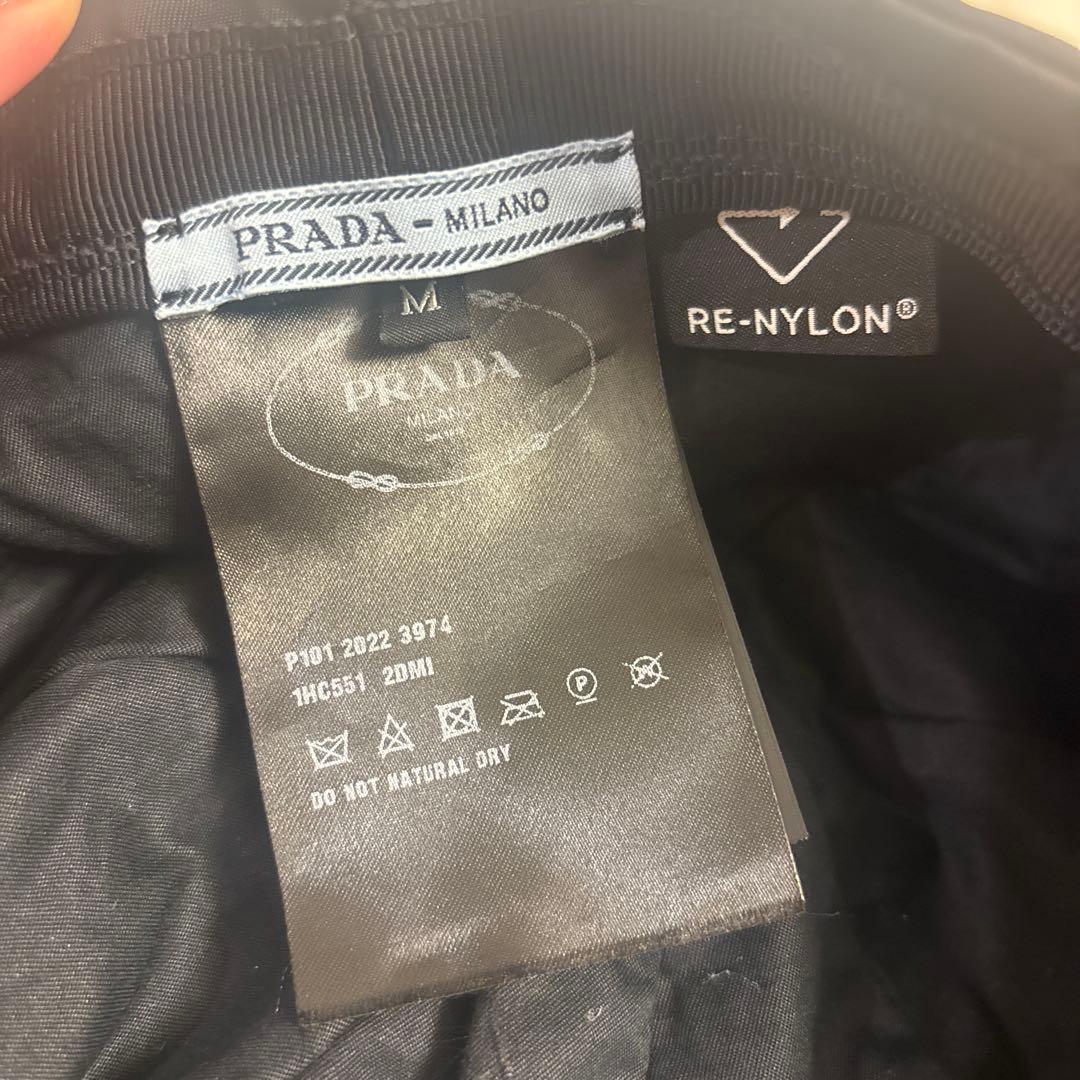 PRADA - MILANO
M
PRADA
MILANO
RE-NYLON®
P101 2022 3974
1HC551 2DMI
P
DO NOT NATURAL DRY